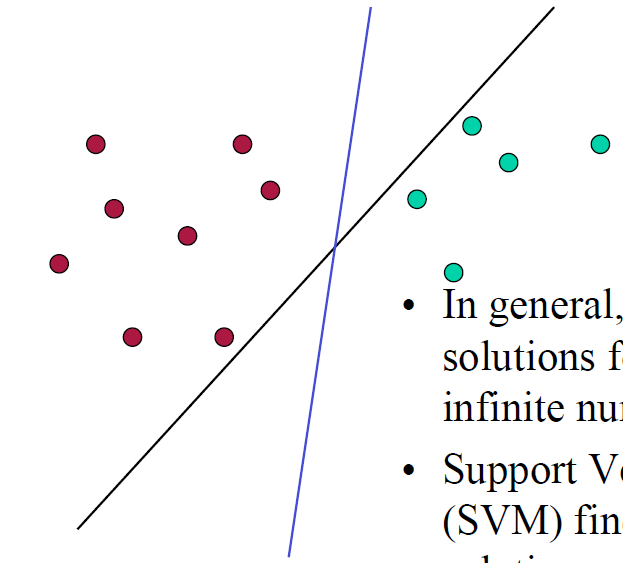 • In general,
solutions f
infinite nu
• Support V
(SVM) fin